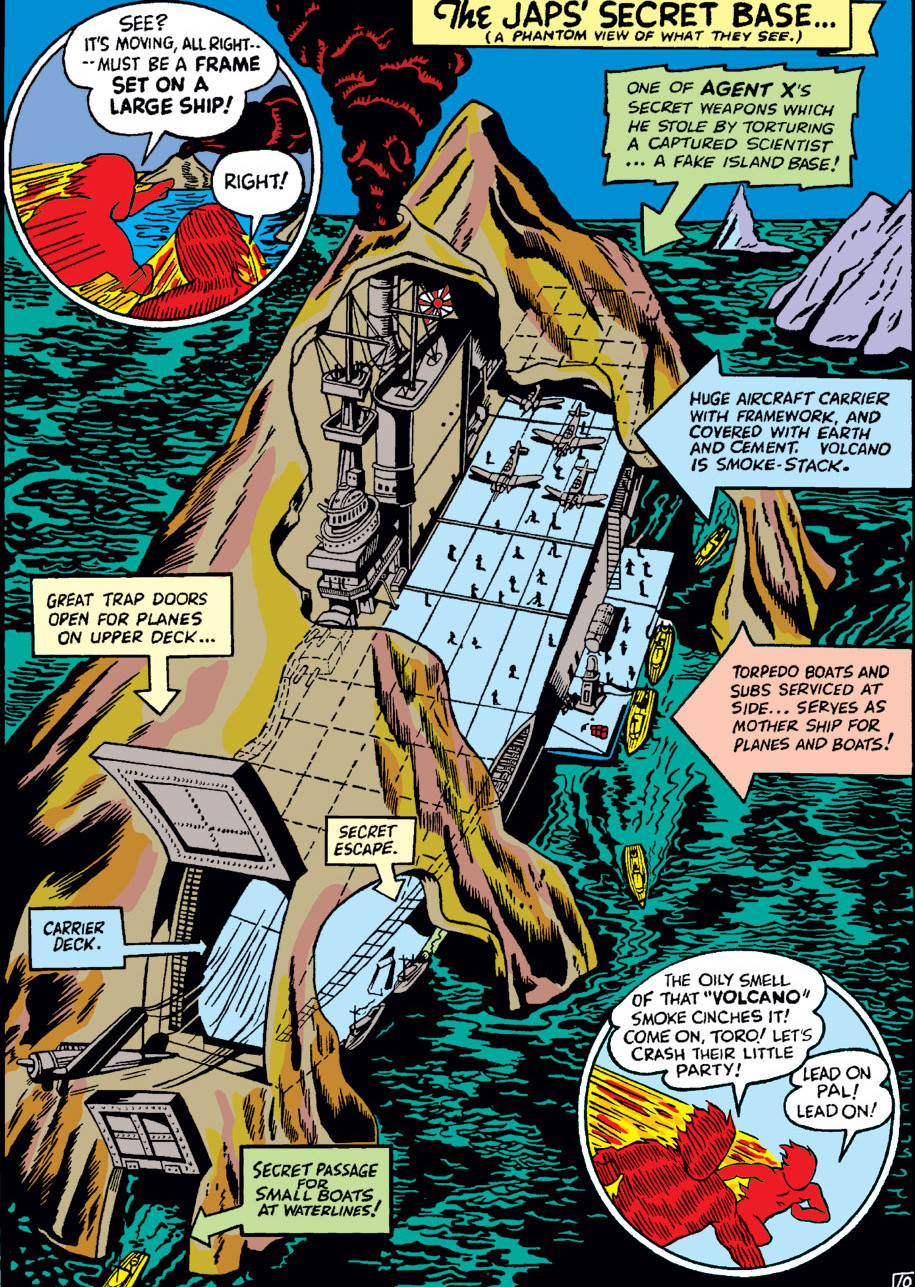 The JAPS' SECRET BASE...
(A PHANTOM VIEW OF WHAT THEY SEE.)
SEE?
IT'S MOVING, ALL RIGHT--
--MUST BE A FRAME
SET ON A
LARGE SHIP!
RIGHT!
ONE OF AGENT X'S
SECRET WEAPONS WHICH
HE STOLE BY TORTURING
A CAPTURED SCIENTIST
... A FAKE ISLAND BASE!
HUGE AIRCRAFT CARRIER
WITH FRAMEWORK, AND
COVERED WITH EARTH
AND CEMENT. VOLCANO
IS SMOKE-STACK.
GREAT TRAP DOORS
OPEN FOR PLANES
ON UPPER DECK...
TORPEDO BOATS AND
SUBS SERVICED AT
SIDE... SERVES AS
MOTHER SHIP FOR
PLANES AND BOATS!
SECRET
ESCAPE.
CARRIER
DECK.
THE OILY SMELL
OF THAT "VOLCANO"
SMOKE CINCHES IT!
COME ON, TORO! LET'S
CRASH THEIR LITTLE
PARTY!
LEAD ON
PAL!
LEAD ON!
SECRET PASSAGE
FOR
SMALL BOATS
AT WATERLINES!
10